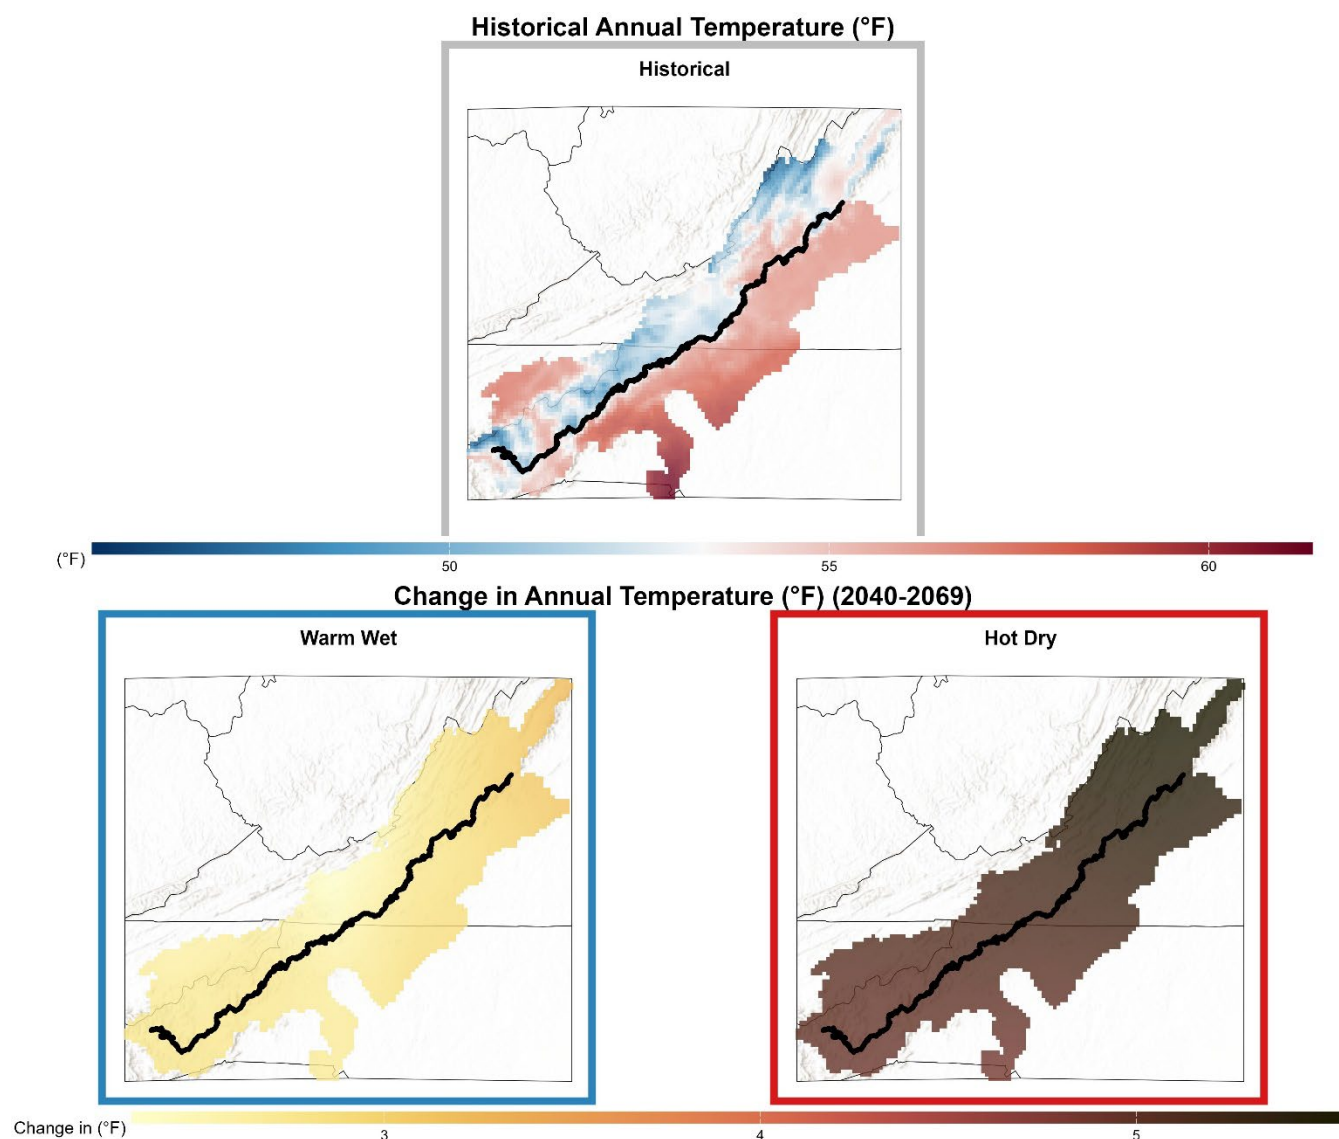 Historical Annual Temperature (°F)
Historical
(°F)
50
55
60
Change in Annual Temperature (°F) (2040-2069)
Warm Wet
Hot Dry
Change in (°F)
3
4
5